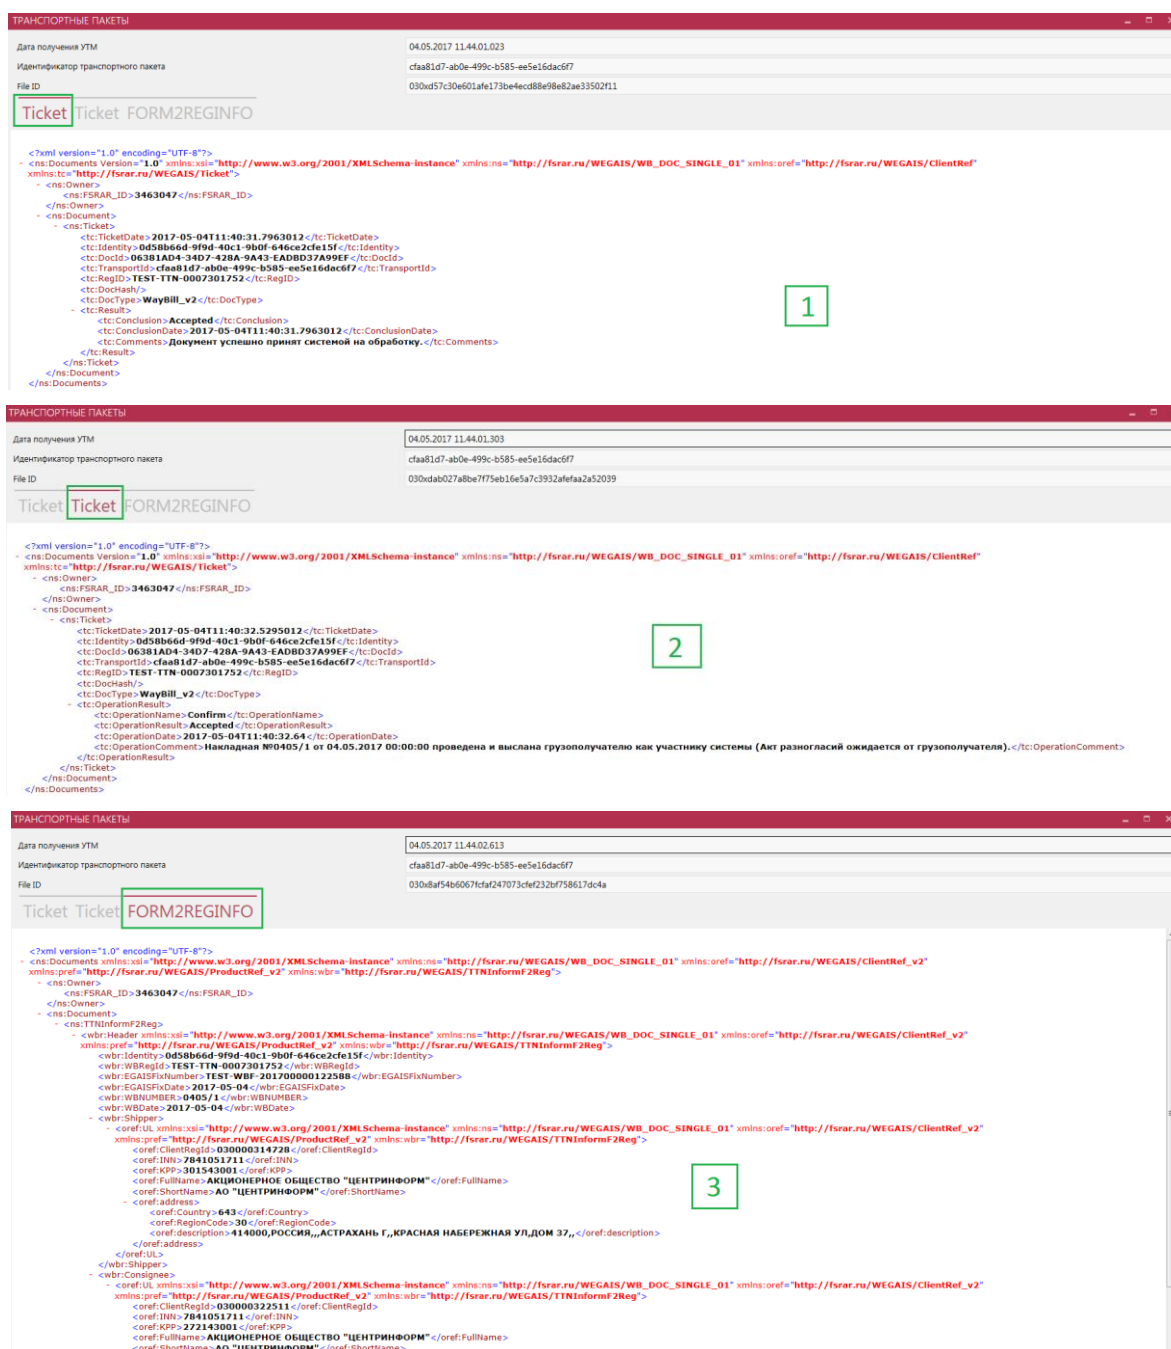 ТРАНСПОРТНЫЕ ПАКЕТЫ
Дата получения УТМ 04.05.2017 11.44.01.023
Идентификатор транспортного пакета cfaa81d7-ab0e-499c-b585-ee5e16dac6f7
File ID 030xd57c30e601afe173be4ecd88e98e82ae33502f11
Ticket Ticket FORM2REGINFO
<?xml version="1.0" encoding="UTF-8"?>
- <ns:Documents Version="1.0" xmlns:xsi="http://www.w3.org/2001/XMLSchema-instance" xmlns:ns="http://fsrar.ru/WEGAIS/WB_DOC_SINGLE_01" xmlns:oref="http://fsrar.ru/WEGAIS/ClientRef"
xmlns:tc="http://fsrar.ru/WEGAIS/Ticket">
- <ns:Owner>
<ns:FSRAR_ID>3463047</ns:FSRAR_ID>
</ns:Owner>
- <ns:Document>
- <ns:Ticket>
<tc:TicketDate>2017-05-04T11:40:31.7963012</tc:TicketDate>
<tc:Identity>0d58b66d-9f9d-40c1-9b0f-646ce2cfe15f</tc:Identity>
<tc:DocId>06381AD4-34D7-428A-9A43-EADBD37A99EF</tc:DocId>
<tc:TransportId>cfaa81d7-ab0e-499c-b585-ee5e16dac6f7</tc:TransportId>
<tc:RegID>TEST-TTN-0007301752</tc:RegID>
<tc:DocHash/>
<tc:DocType>WayBill_v2</tc:DocType>
- <tc:Result>
<tc:Conclusion>Accepted</tc:Conclusion>
<tc:ConclusionDate>2017-05-04T11:40:31.7963012</tc:ConclusionDate>
<tc:Comments>Документ успешно принят системой на обработку.</tc:Comments>
</tc:Result>
</ns:Ticket>
</ns:Document>
</ns:Documents>
1
ТРАНСПОРТНЫЕ ПАКЕТЫ
Дата получения УТМ 04.05.2017 11.44.01.303
Идентификатор транспортного пакета cfaa81d7-ab0e-499c-b585-ee5e16dac6f7
File ID 030xdab027a8be7f75eb16e5a7c3932afefaa2a52039
Ticket Ticket FORM2REGINFO
<?xml version="1.0" encoding="UTF-8"?>
- <ns:Documents Version="1.0" xmlns:xsi="http://www.w3.org/2001/XMLSchema-instance" xmlns:ns="http://fsrar.ru/WEGAIS/WB_DOC_SINGLE_01" xmlns:oref="http://fsrar.ru/WEGAIS/ClientRef"
xmlns:tc="http://fsrar.ru/WEGAIS/Ticket">
- <ns:Owner>
<ns:FSRAR_ID>3463047</ns:FSRAR_ID>
</ns:Owner>
- <ns:Document>
- <ns:Ticket>
<tc:TicketDate>2017-05-04T11:40:32.5295012</tc:TicketDate>
<tc:Identity>0d58b66d-9f9d-40c1-9b0f-646ce2cfe15f</tc:Identity>
<tc:DocId>06381AD4-34D7-428A-9A43-EADBD37A99EF</tc:DocId>
<tc:TransportId>cfaa81d7-ab0e-499c-b585-ee5e16dac6f7</tc:TransportId>
<tc:RegID>TEST-TTN-0007301752</tc:RegID>
<tc:DocHash/>
<tc:DocType>WayBill_v2</tc:DocType>
- <tc:OperationResult>
<tc:OperationName>Confirm</tc:OperationName>
<tc:OperationResult>Accepted</tc:OperationResult>
<tc:OperationDate>2017-05-04T11:40:32.64</tc:OperationDate>
<tc:OperationComment>Накладная №0405/1 от 04.05.2017 00:00:00 проведена и выслана грузополучателю как участнику системы (Акт разногласий ожидается от грузополучателя).</tc:OperationComment>
</tc:OperationResult>
</ns:Ticket>
</ns:Document>
</ns:Documents>
2
ТРАНСПОРТНЫЕ ПАКЕТЫ
Дата получения УТМ 04.05.2017 11.44.02.613
Идентификатор транспортного пакета cfaa81d7-ab0e-499c-b585-ee5e16dac6f7
File ID 030x8af54b6067fcfaf247073cfef232bf758617dc4a
Ticket Ticket FORM2REGINFO
<?xml version="1.0" encoding="UTF-8"?>
- <ns:Documents xmlns:xsi="http://www.w3.org/2001/XMLSchema-instance" xmlns:ns="http://fsrar.ru/WEGAIS/WB_DOC_SINGLE_01" xmlns:oref="http://fsrar.ru/WEGAIS/ClientRef_v2"
xmlns:pref="http://fsrar.ru/WEGAIS/ProductRef_v2" xmlns:wbr="http://fsrar.ru/WEGAIS/TTNInformF2Reg">
- <ns:Owner>
<ns:FSRAR_ID>3463047</ns:FSRAR_ID>
</ns:Owner>
- <ns:Document>
- <ns:TTNInformF2Reg>
- <wbr:Header xmlns:xsi="http://www.w3.org/2001/XMLSchema-instance" xmlns:ns="http://fsrar.ru/WEGAIS/WB_DOC_SINGLE_01" xmlns:oref="http://fsrar.ru/WEGAIS/ClientRef_v2"
xmlns:pref="http://fsrar.ru/WEGAIS/ProductRef_v2" xmlns:wbr="http://fsrar.ru/WEGAIS/TTNInformF2Reg">
<wbr:Identity>0d58b66d-9f9d-40c1-9b0f-646ce2cfe15f</wbr:Identity>
<wbr:WBRegId>TEST-TTN-0007301752</wbr:WBRegId>
<wbr:EGAISFixNumber>TEST-WBF-201700000122588</wbr:EGAISFixNumber>
<wbr:EGAISFixDate>2017-05-04</wbr:EGAISFixDate>
<wbr:WBNUMBER>0405/1</wbr:WBNUMBER>
<wbr:WBDate>2017-05-04</wbr:WBDate>
- <wbr:Shipper>
- <oref:UL xmlns:xsi="http://www.w3.org/2001/XMLSchema-instance" xmlns:ns="http://fsrar.ru/WEGAIS/WB_DOC_SINGLE_01" xmlns:oref="http://fsrar.ru/WEGAIS/ClientRef_v2"
xmlns:pref="http://fsrar.ru/WEGAIS/ProductRef_v2" xmlns:wbr="http://fsrar.ru/WEGAIS/TTNInformF2Reg">
<oref:ClientRegId>030000314728</oref:ClientRegId>
<oref:INN>7841051711</oref:INN>
<oref:KPP>301543001</oref:KPP>
<oref:FullName>АКЦИОНЕРНОЕ ОБЩЕСТВО "ЦЕНТРИНФОРМ"</oref:FullName>
<oref:ShortName>АО "ЦЕНТРИНФОРМ"</oref:ShortName>
- <oref:address>
<oref:Country>643</oref:Country>
<oref:RegionCode>30</oref:RegionCode>
<oref:description>414000,РОССИЯ,,,АСТРАХАНЬ Г,,КРАСНАЯ НАБЕРЕЖНАЯ УЛ,ДОМ 37,,</oref:description>
</oref:address>
</oref:UL>
</wbr:Shipper>
- <wbr:Consignee>
- <oref:UL xmlns:xsi="http://www.w3.org/2001/XMLSchema-instance" xmlns:ns="http://fsrar.ru/WEGAIS/WB_DOC_SINGLE_01" xmlns:oref="http://fsrar.ru/WEGAIS/ClientRef_v2"
xmlns:pref="http://fsrar.ru/WEGAIS/ProductRef_v2" xmlns:wbr="http://fsrar.ru/WEGAIS/TTNInformF2Reg">
<oref:ClientRegId>030000322511</oref:ClientRegId>
<oref:INN>7841051711</oref:INN>
<oref:KPP>272143001</oref:KPP>
<oref:FullName>АКЦИОНЕРНОЕ ОБЩЕСТВО "ЦЕНТРИНФОРМ"</oref:FullName>
<oref:ShortName>АО "ЦЕНТРИНФОРМ"</oref:ShortName>
3